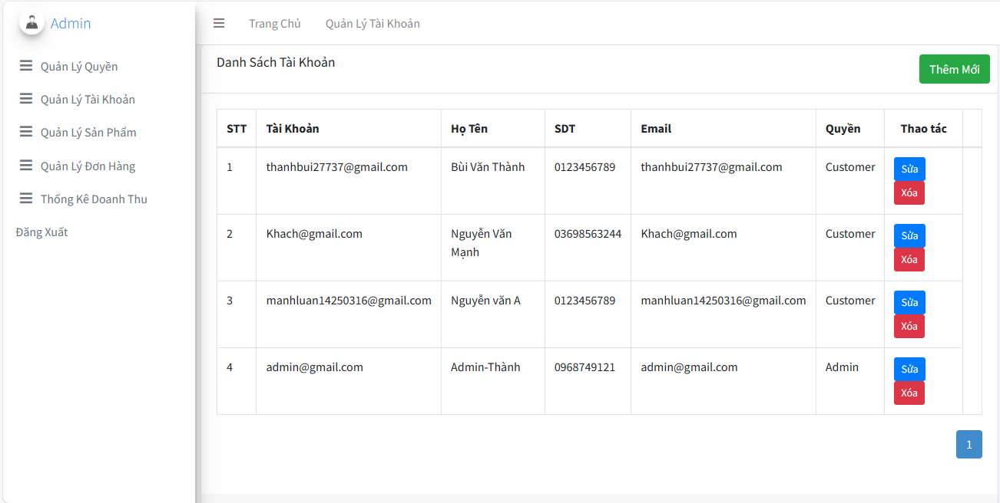 Admin
Trang Chủ Quản Lý Tài Khoản
Quản Lý Quyền
Quản Lý Tài Khoản
Quản Lý Sản Phẩm
Quản Lý Đơn Hàng
Thống Kê Doanh Thu
Đăng Xuất
Danh Sách Tài Khoản
Thêm Mới
STT Tài Khoản Họ Tên SDT Email Quyền Thao tác
1 thanhbui27737@gmail.com Bùi Văn Thành 0123456789 thanhbui27737@gmail.com Customer Sửa
Xóa
2 Khach@gmail.com Nguyễn Văn 03698563244 Khach@gmail.com Customer Sửa
Mạnh Xóa
3 manhluan14250316@gmail.com Nguyễn văn A 0123456789 manhluan14250316@gmail.com Customer Sửa
Xóa
4 admin@gmail.com Admin-Thành 0968749121 admin@gmail.com Admin Sửa
Xóa
1